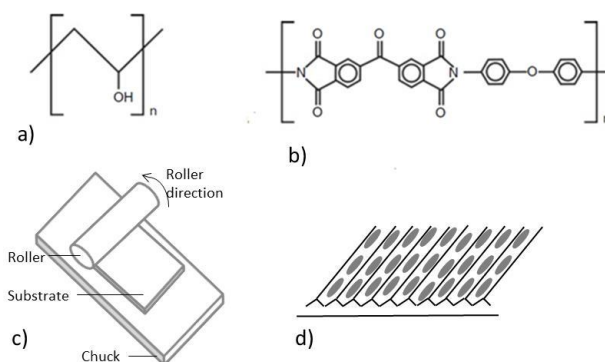 OH
n
a)
O
O
O
O
O
N
N
O
n
b)
Roller
direction
Roller
Substrate
Chuck
c)
d)